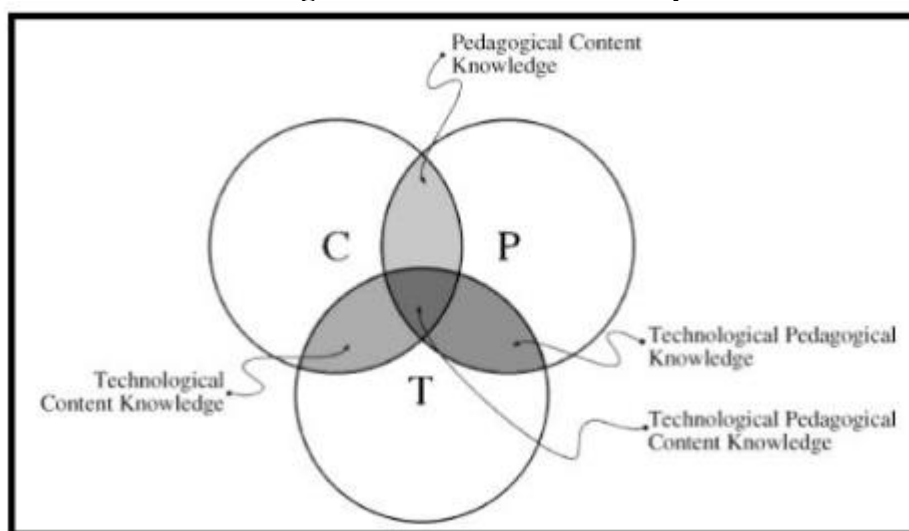 Pedagogical Content
Knowledge
C
P
Technological Pedagogical
Knowledge
Technological
Content Knowledge
T
Technological Pedagogical
Content Knowledge